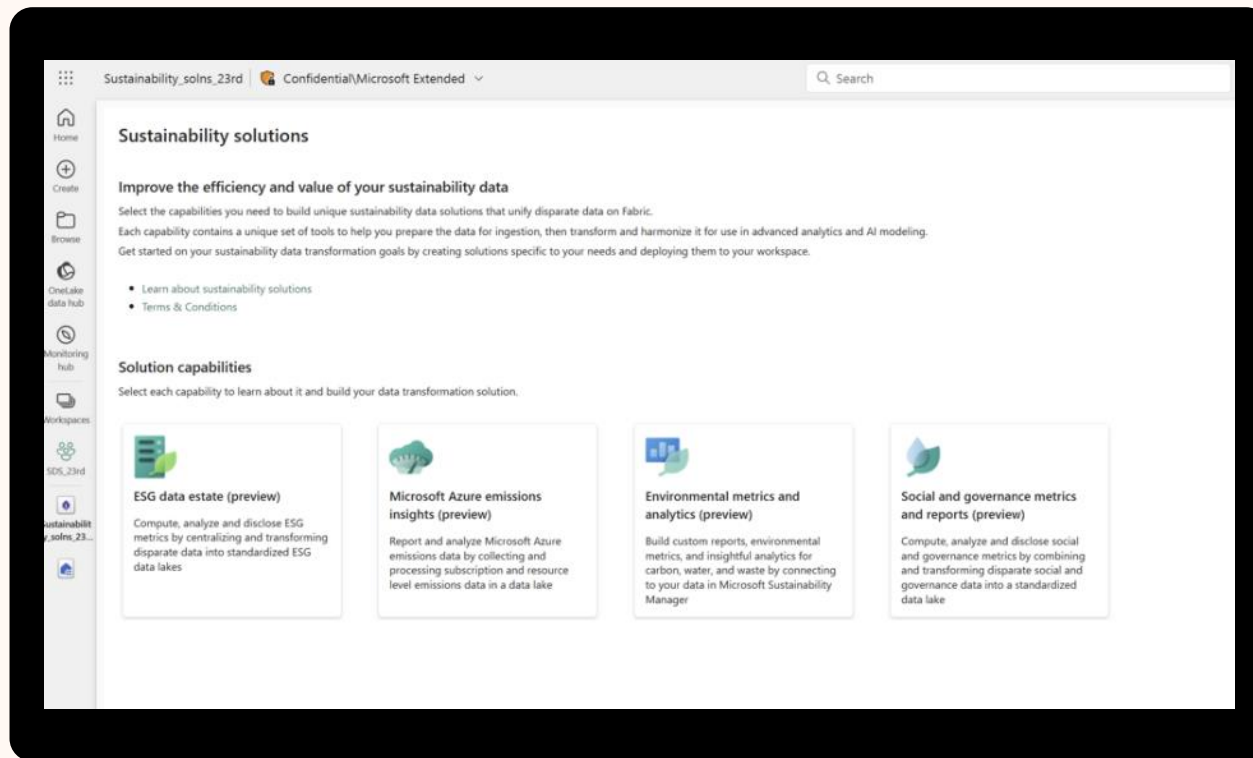 Sustainability_solns_23rd Confidential\Microsoft Extended Search
Home
Create
Browse
OneLake
data hub
Monitoring
hub
Workspaces
SDS_23rd
Sustainabilit
y_solns_23...
Sustainability solutions
Improve the efficiency and value of your sustainability data
Select the capabilities you need to build unique sustainability data solutions that unify disparate data on Fabric.
Each capability contains a unique set of tools to help you prepare the data for ingestion, then transform and harmonize it for use in advanced analytics and AI modeling.
Get started on your sustainability data transformation goals by creating solutions specific to your needs and deploying them to your workspace.
• Learn about sustainability solutions
• Terms & Conditions
Solution capabilities
Select each capability to learn about it and build your data transformation solution.
ESG data estate (preview)
Compute, analyze and disclose ESG
metrics by centralizing and transforming
disparate data into standardized ESG
data lakes
Microsoft Azure emissions
insights (preview)
Report and analyze Microsoft Azure
emissions data by collecting and
processing subscription and resource
level emissions data in a data lake
Environmental metrics and
analytics (preview)
Build custom reports, environmental
metrics, and insightful analytics for
carbon, water, and waste by connecting
to your data in Microsoft Sustainability
Manager
Social and governance metrics
and reports (preview)
Compute, analyze and disclose social
and governance metrics by combining
and transforming disparate social and
governance data into a standardized
data lake